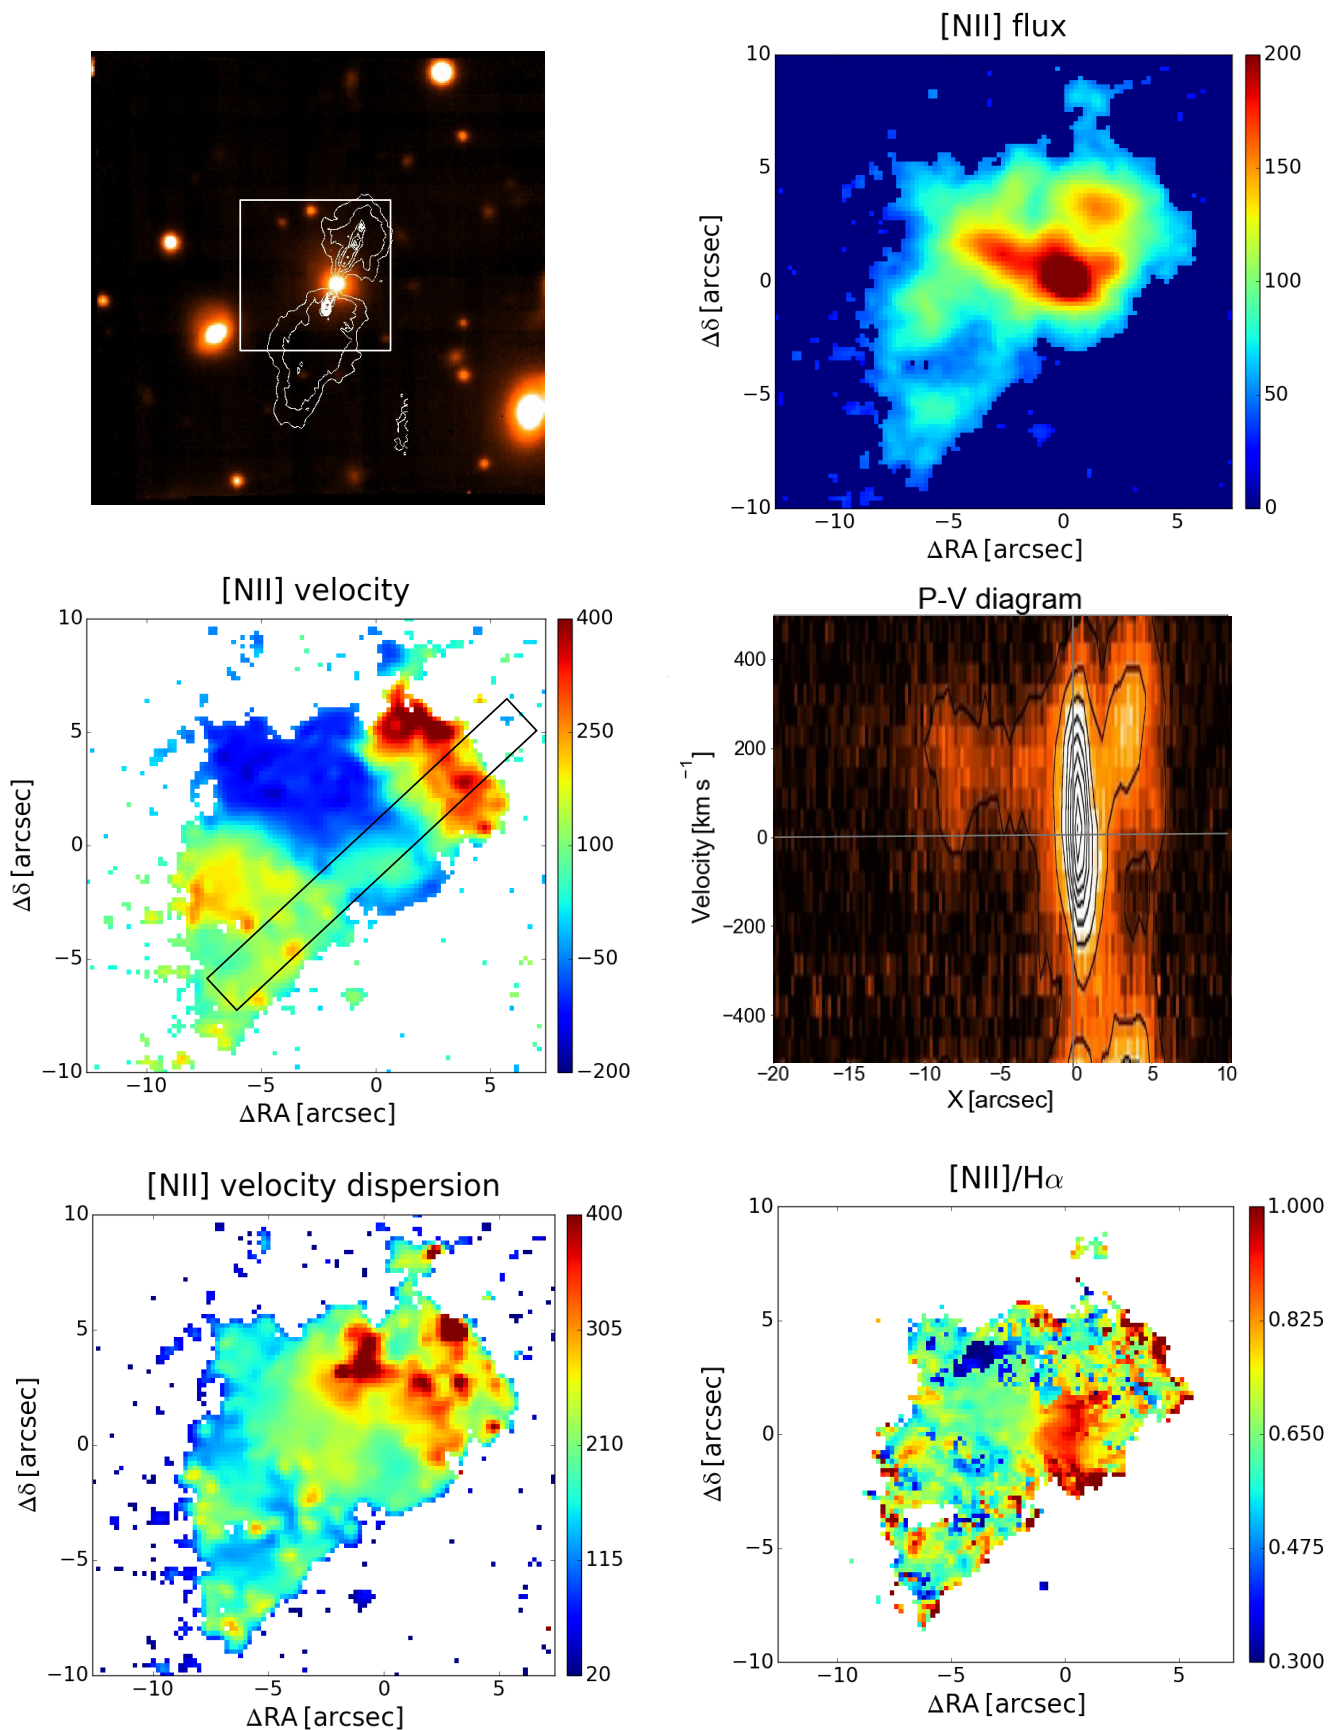 [NII] flux
10
5
0
−5
−10
Δδ [arcsec]
−10 −5 0 5
ΔRA [arcsec]
200
150
100
50
0
[NII] velocity
10
5
0
−5
−10
Δδ [arcsec]
−10 −5 0 5
ΔRA [arcsec]
400
250
100
−50
−200
P-V diagram
400
200
0
−200
−400
Velocity [km s⁻¹]
−20 −15 −10 −5 0 5 10
X [arcsec]
[NII] velocity dispersion
10
5
0
−5
−10
Δδ [arcsec]
−10 −5 0 5
ΔRA [arcsec]
400
305
210
115
20
[NII]/Hα
10
5
0
−5
−10
Δδ [arcsec]
−10 −5 0 5
ΔRA [arcsec]
1.000
0.825
0.650
0.475
0.300